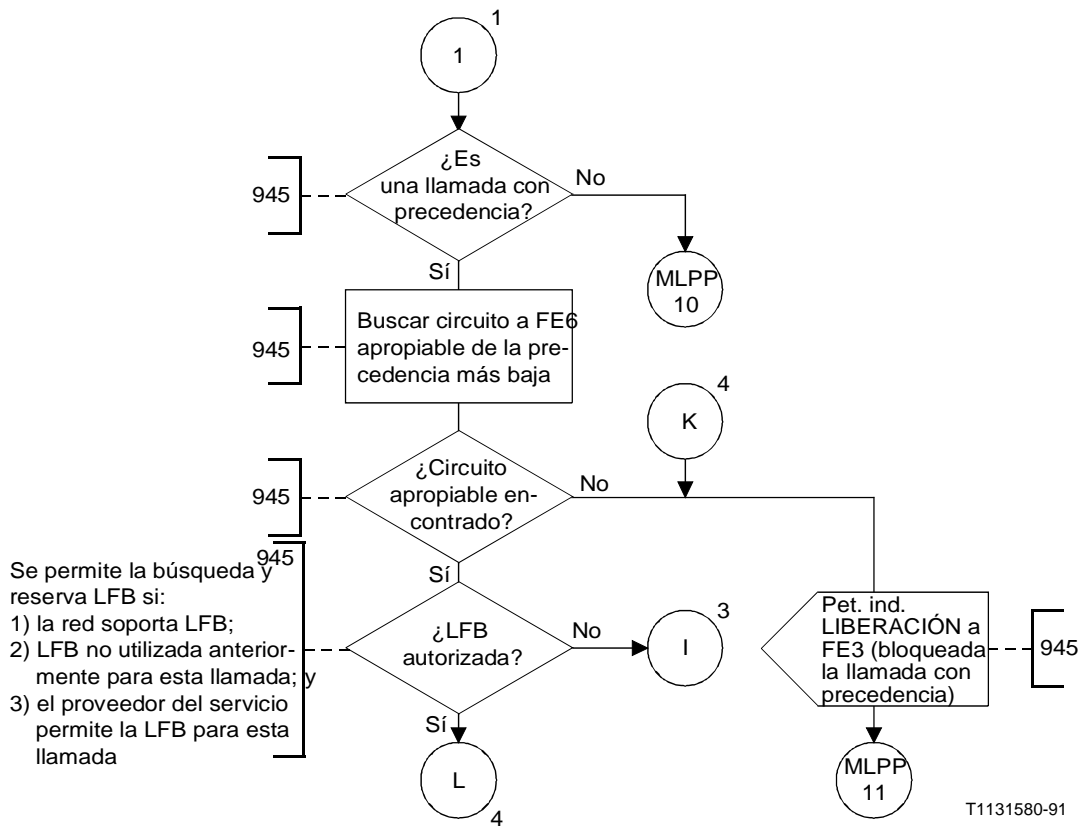 1
1
¿Es
una llamada con
precedencia?
No
945
Sí
MLPP
10
Buscar circuito a FE6
apropiable de la pre-
cedencia más baja
945
4
K
¿Circuito
apropiable en-
contrado?
No
945
Sí
945
Se permite la búsqueda y
reserva LFB si:
1) la red soporta LFB;
2) LFB no utilizada anterior-
mente para esta llamada; y
3) el proveedor del servicio
permite la LFB para esta
llamada
¿LFB
autorizada?
No
3
I
Sí
Pet. ind.
LIBERACIÓN a
FE3 (bloqueada
la llamada con
precedencia)
945
L
4
MLPP
11
T1131580-91